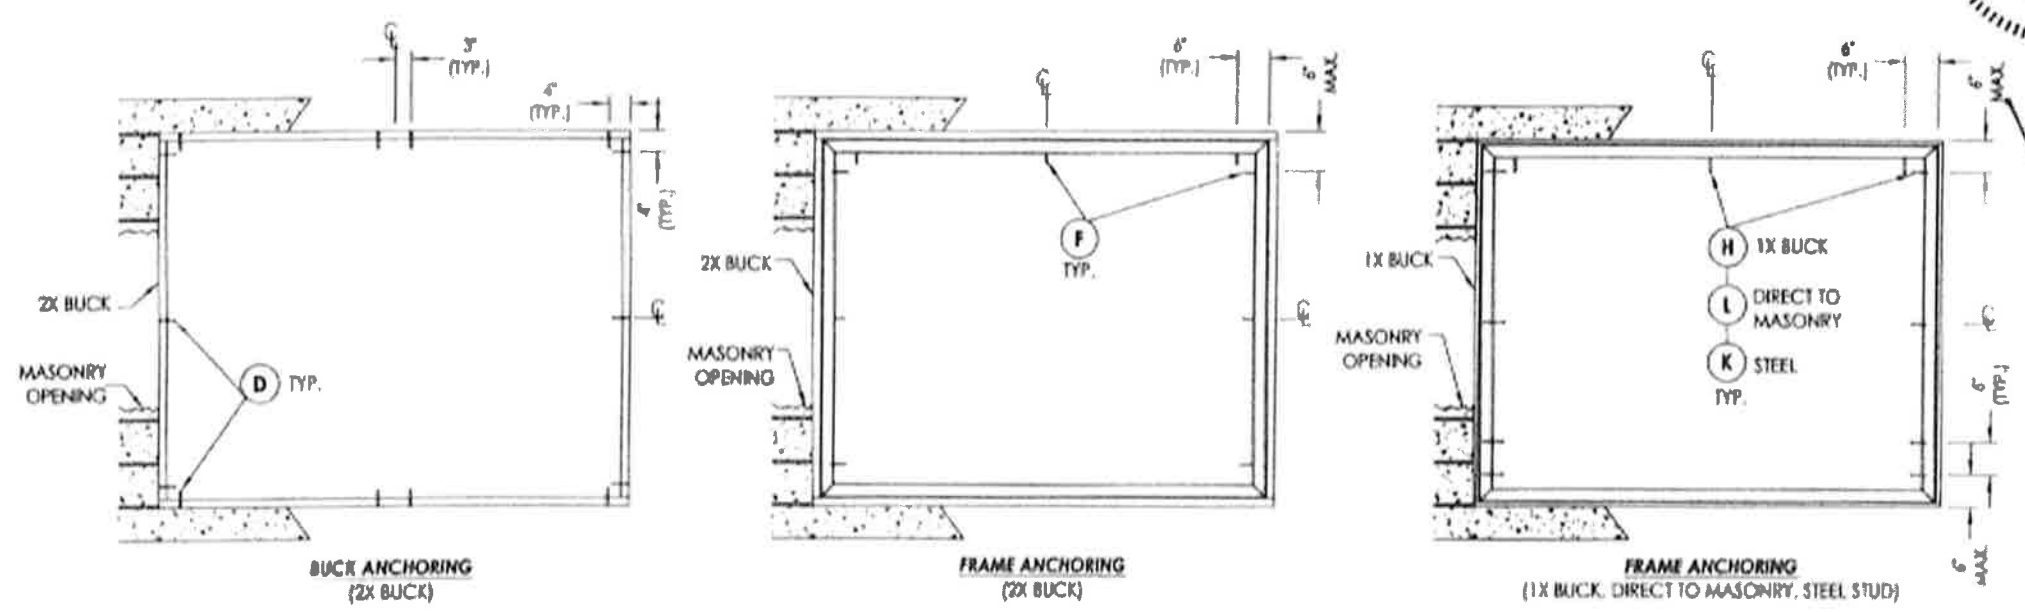 ℄
3"
(TYP.)
4"
(TYP.)
4"
(TYP.)
2X BUCK
MASONRY
OPENING
D TYP.
℄
BUCK ANCHORING
(2X BUCK)
℄
6"
(TYP.)
6"
MAX.
F
TYP.
2X BUCK
MASONRY
OPENING
℄
FRAME ANCHORING
(2X BUCK)
℄
6"
(TYP.)
6"
MAX.
1X BUCK
MASONRY
OPENING
H 1X BUCK
L DIRECT TO
MASONRY
K STEEL
TYP.
℄
6"
(TYP.)
6"
MAX.
FRAME ANCHORING
(1X BUCK, DIRECT TO MASONRY, STEEL STUD)